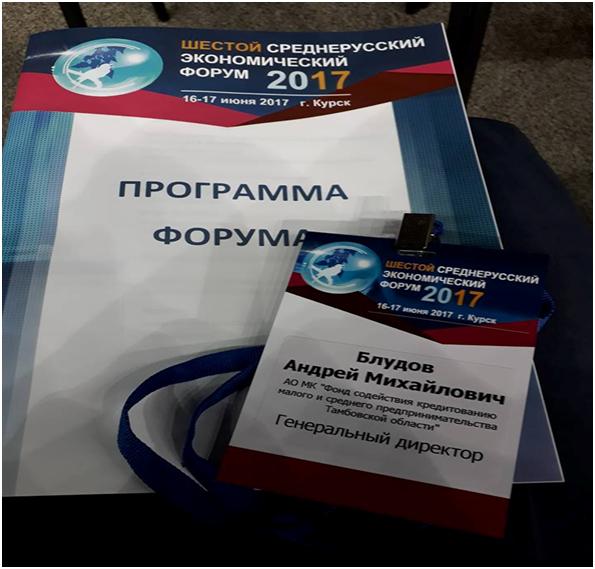 ШЕСТОЙ СРЕДНЕРУССКИЙ
ЭКОНОМИЧЕСКИЙ
ФОРУМ 2017
16-17 июня 2017 г. Курск
ПРОГРАММА
ФОРУМА
ШЕСТОЙ СРЕДНЕРУССКИЙ
ЭКОНОМИЧЕСКИЙ
ФОРУМ 2017
16-17 июня 2017 г. Курск
Блудов
Андрей Михайлович
АО МК "Фонд содействия кредитованию
малого и среднего предпринимательства
Тамбовской области"
Генеральный директор